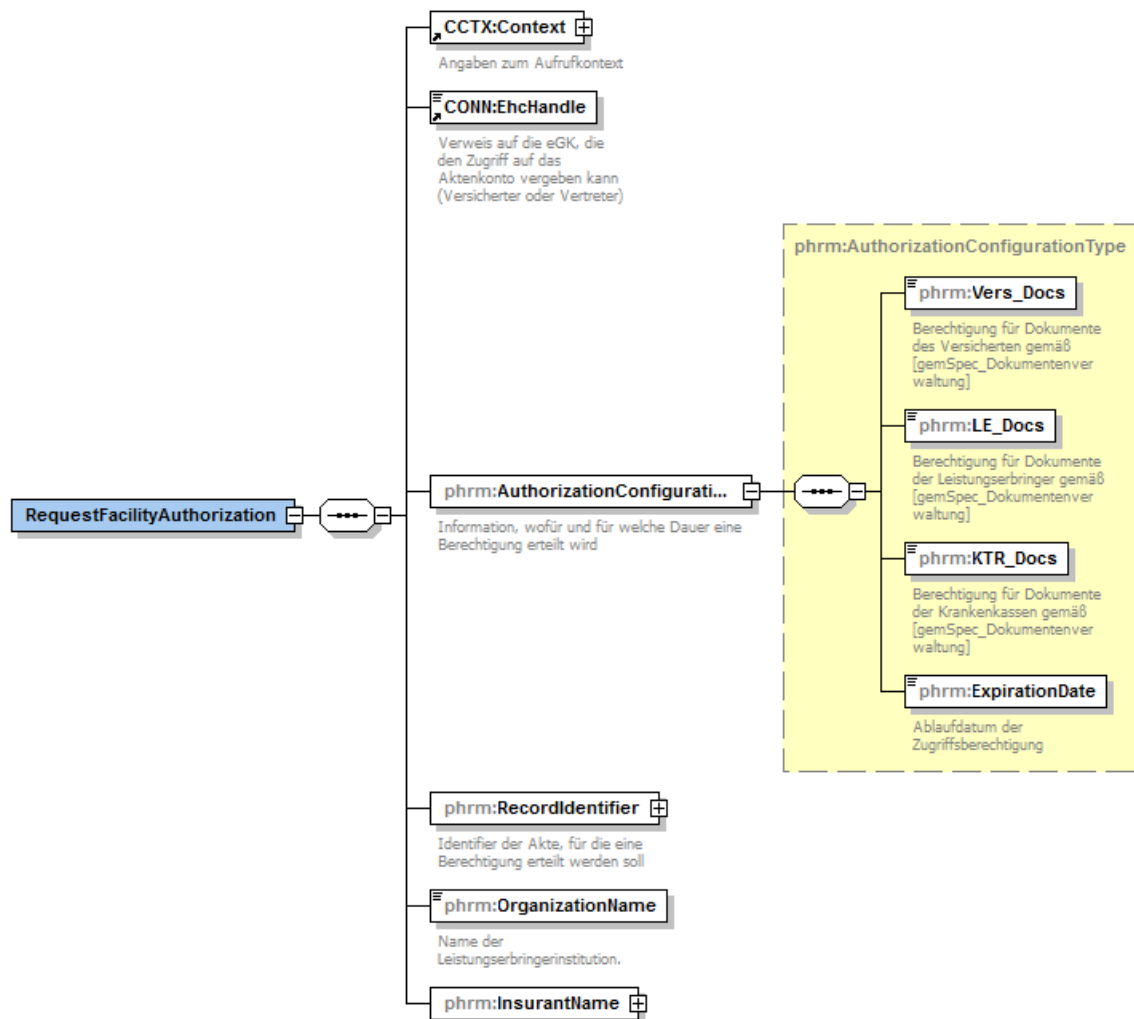 CCTX:Context
Angaben zum Aufrufkontext
CONN:EhcHandle
Verweis auf die eGK, die
den Zugriff auf das
Aktenkonto vergeben kann
(Versicherter oder Vertreter)
phrm:AuthorizationConfigurationType
phrm:Vers_Docs
Berechtigung für Dokumente
des Versicherten gemäß
[gemSpec_Dokumentenver
waltung]
phrm:LE_Docs
Berechtigung für Dokumente
der Leistungserbringer gemäß
[gemSpec_Dokumentenver
waltung]
RequestFacilityAuthorization
phrm:AuthorizationConfigurati...
Information, wofür und für welche Dauer eine
Berechtigung erteilt wird
phrm:KTR_Docs
Berechtigung für Dokumente
der Krankenkassen gemäß
[gemSpec_Dokumentenver
waltung]
phrm:ExpirationDate
Ablaufdatum der
Zugriffsberechtigung
phrm:RecordIdentifier
Identifier der Akte, für die eine
Berechtigung erteilt werden soll
phrm:OrganizationName
Name der
Leistungserbringerinstitution.
phrm:InsurantName